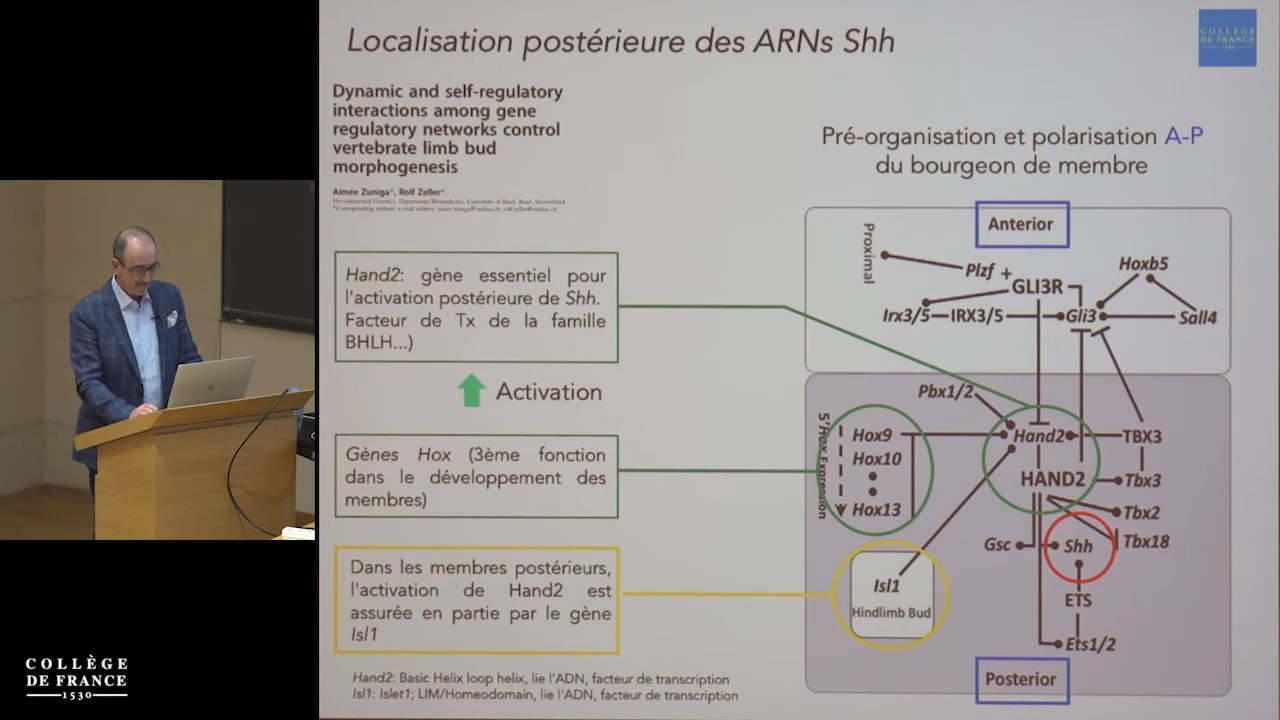 Localisation postérieure des ARNs Shh
COLLÈGE
DE FRANCE
1530
Dynamic and self-regulatory
interactions among gene
regulatory networks control
vertebrate limb bud
morphogenesis
Aimée Zuniga*, Rolf Zeller*
Pré-organisation et polarisation A-P
du bourgeon de membre
Hand2: gène essentiel pour
l'activation postérieure de Shh.
Facteur de Tx de la famille
BHLH...)
Activation
Gènes Hox (3ème fonction
dans le développement des
membres)
Dans les membres postérieurs,
l'activation de Hand2 est
assurée en partie par le gène
Isl1
Anterior
Proximal
Plzf +
GLI3R
Hoxb5
Irx3/5
IRX3/5
Gli3
Sall4
Pbx1/2
5'Hox Expression
Hox9
Hox10
Hox13
Hand2
TBX3
HAND2
Tbx3
Tbx2
Gsc
Shh
Tbx18
Isl1
Hindlimb Bud
ETS
Ets1/2
Posterior
Hand2: Basic Helix loop helix, lie l'ADN, facteur de transcription
Isl1: Islet1; LIM/Homeodomain, lie l'ADN, facteur de transcription
COLLÈGE
DE FRANCE
1530